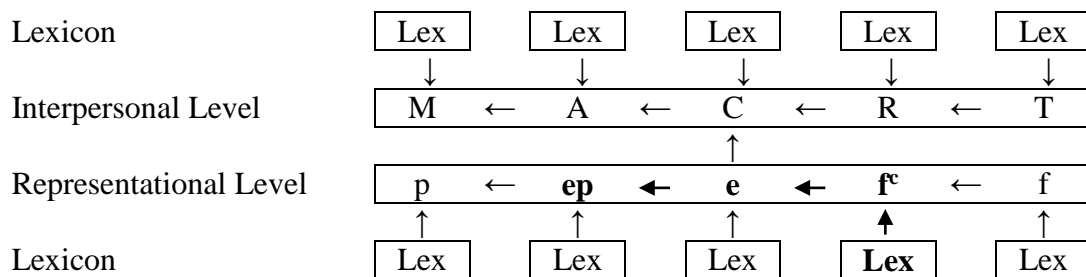 Lexicon Lex Lex Lex Lex Lex
↓ ↓ ↓ ↓ ↓
Interpersonal Level M ← A ← C ← R ← T
↑
Representational Level p ← ep ← e ← fᶜ ← f
↑ ↑ ↑ ↑ ↑
Lexicon Lex Lex Lex Lex Lex